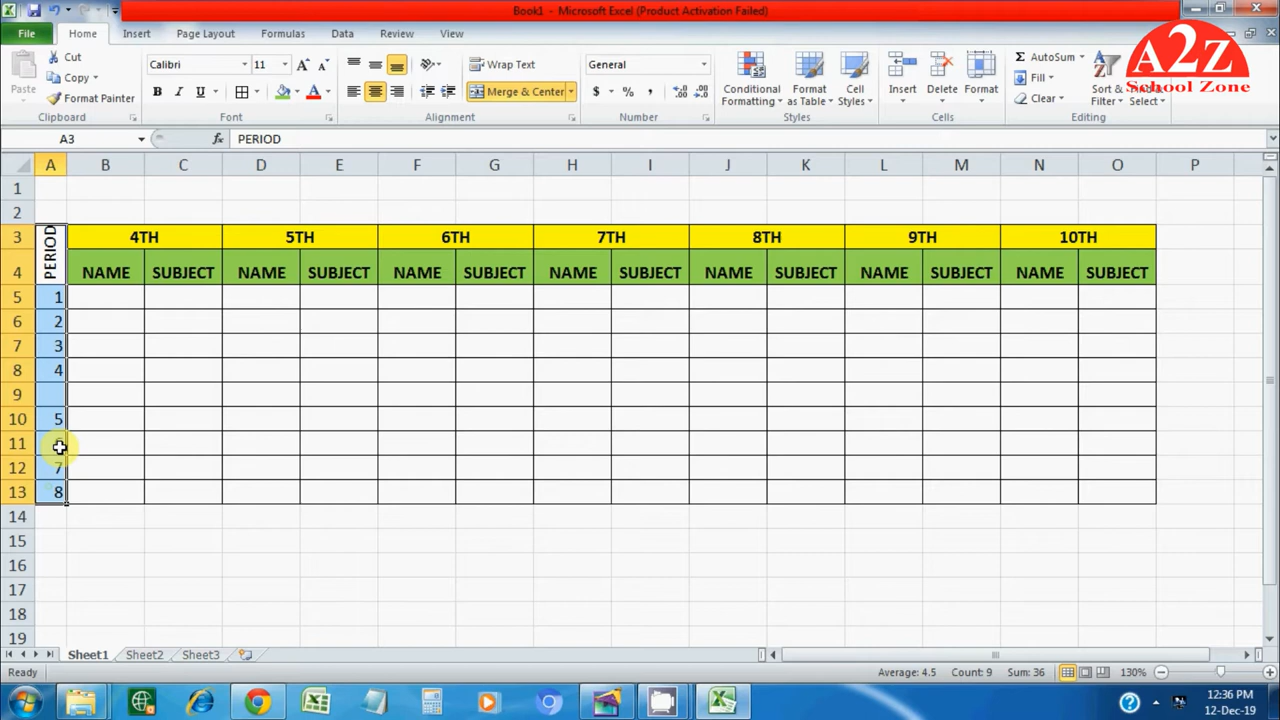 Book1 - Microsoft Excel (Product Activation Failed)
File Home Insert Page Layout Formulas Data Review View
A2Z
School Zone
Cut
Copy
Format Painter
Paste
Clipboard
Calibri 11
B I U A
Font
Wrap Text
Merge & Center
Alignment
General
$ % ,
Number
Conditional Formatting
Format as Table
Cell Styles
Styles
Insert Delete Format
Cells
Σ AutoSum
Fill
Clear
Sort & Filter
Select
Editing
A3 fx PERIOD
A B C D E F G H I J K L M N O P
1
2
3 PERIOD 4TH 5TH 6TH 7TH 8TH 9TH 10TH
4 NAME SUBJECT NAME SUBJECT NAME SUBJECT NAME SUBJECT NAME SUBJECT NAME SUBJECT NAME SUBJECT
5 1
6 2
7 3
8 4
9
10 5
11
12 7
13 8
14
15
16
17
18
19
Sheet1 Sheet2 Sheet3
Ready Average: 4.5 Count: 9 Sum: 36 130%
12:36 PM
12-Dec-19